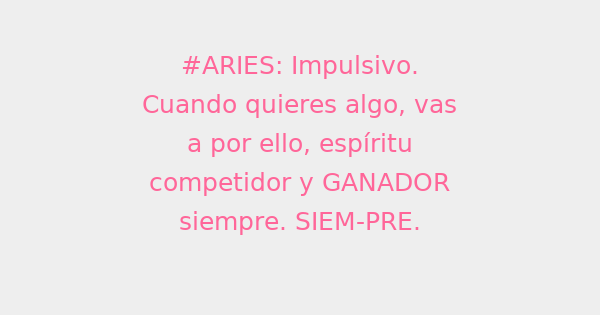 #ARIES: Impulsivo.
Cuando quieres algo, vas
a por ello, espíritu
competidor y GANADOR
siempre. SIEM-PRE.